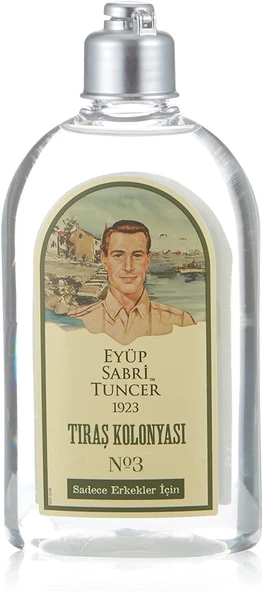 EYÜP
SABRİ
TUNCER
1923
TIRAŞ KOLONYASI
№3
Sadece Erkekler İçin